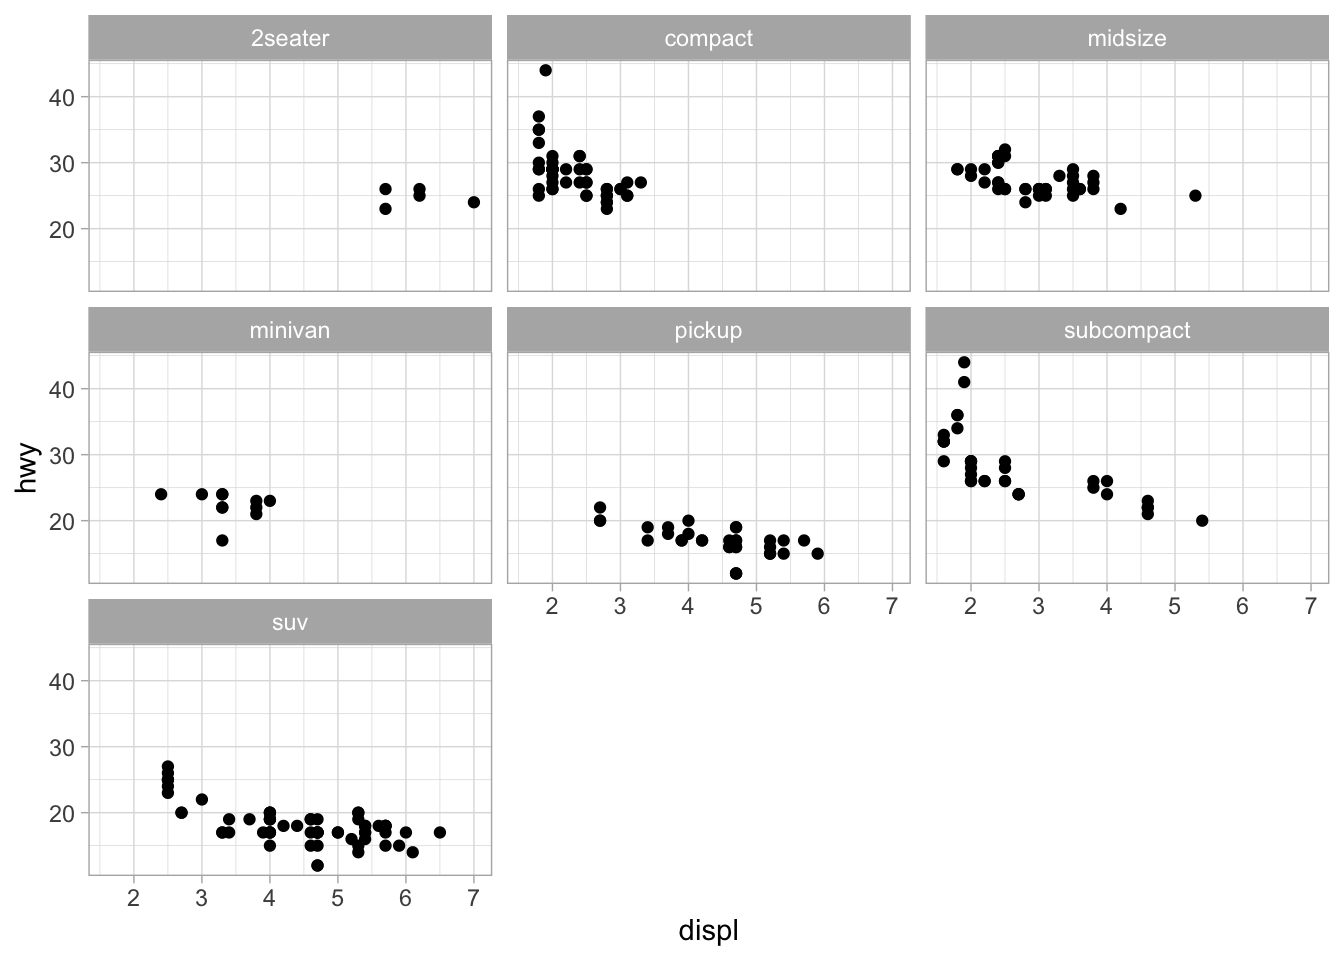 2seater compact midsize
40
30
20
minivan pickup subcompact
40
30
20
hwy
2 3 4 5 6 7 2 3 4 5 6 7
suv
40
30
20
2 3 4 5 6 7
displ